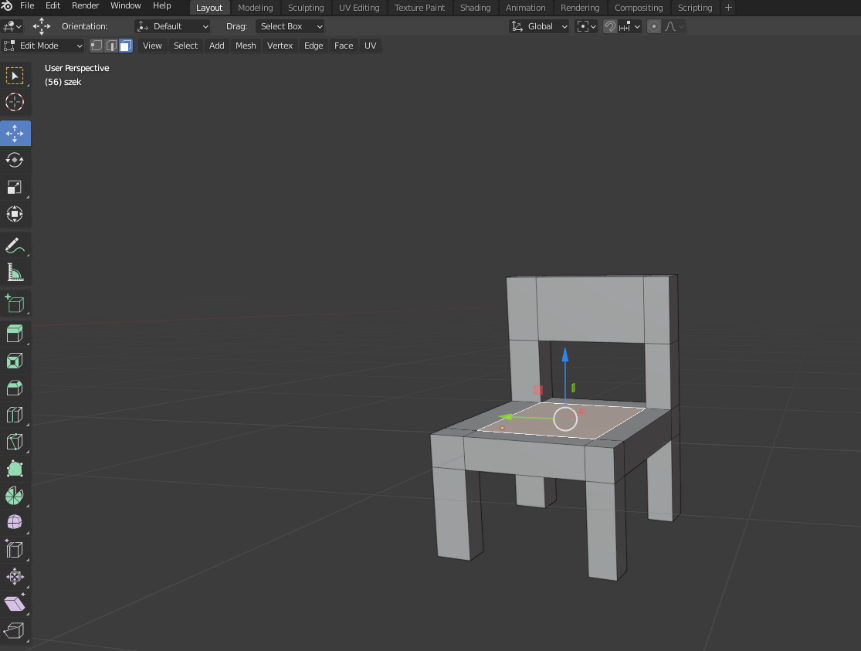 File Edit Render Window Help Layout Modeling Sculpting UV Editing Texture Paint Shading Animation Rendering Compositing Scripting +
Orientation: Default Drag: Select Box Global
Edit Mode View Select Add Mesh Vertex Edge Face UV
User Perspective
(56) szek